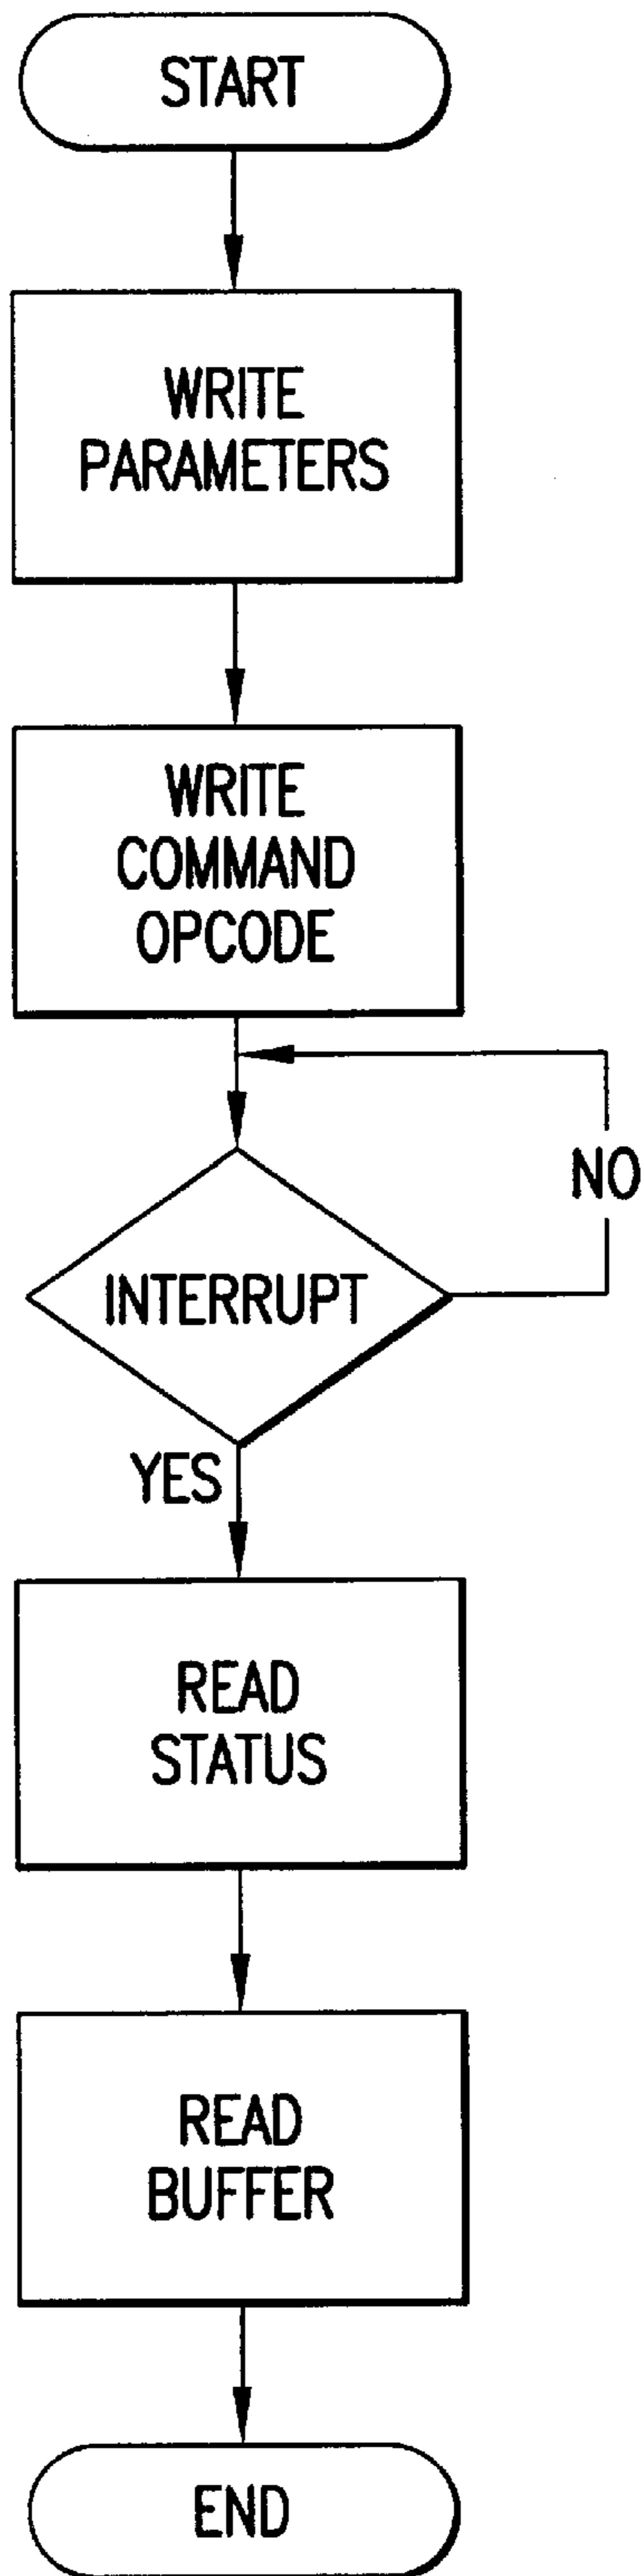 START
WRITE
PARAMETERS
WRITE
COMMAND
OPCODE
NO
INTERRUPT
YES
READ
STATUS
READ
BUFFER
END